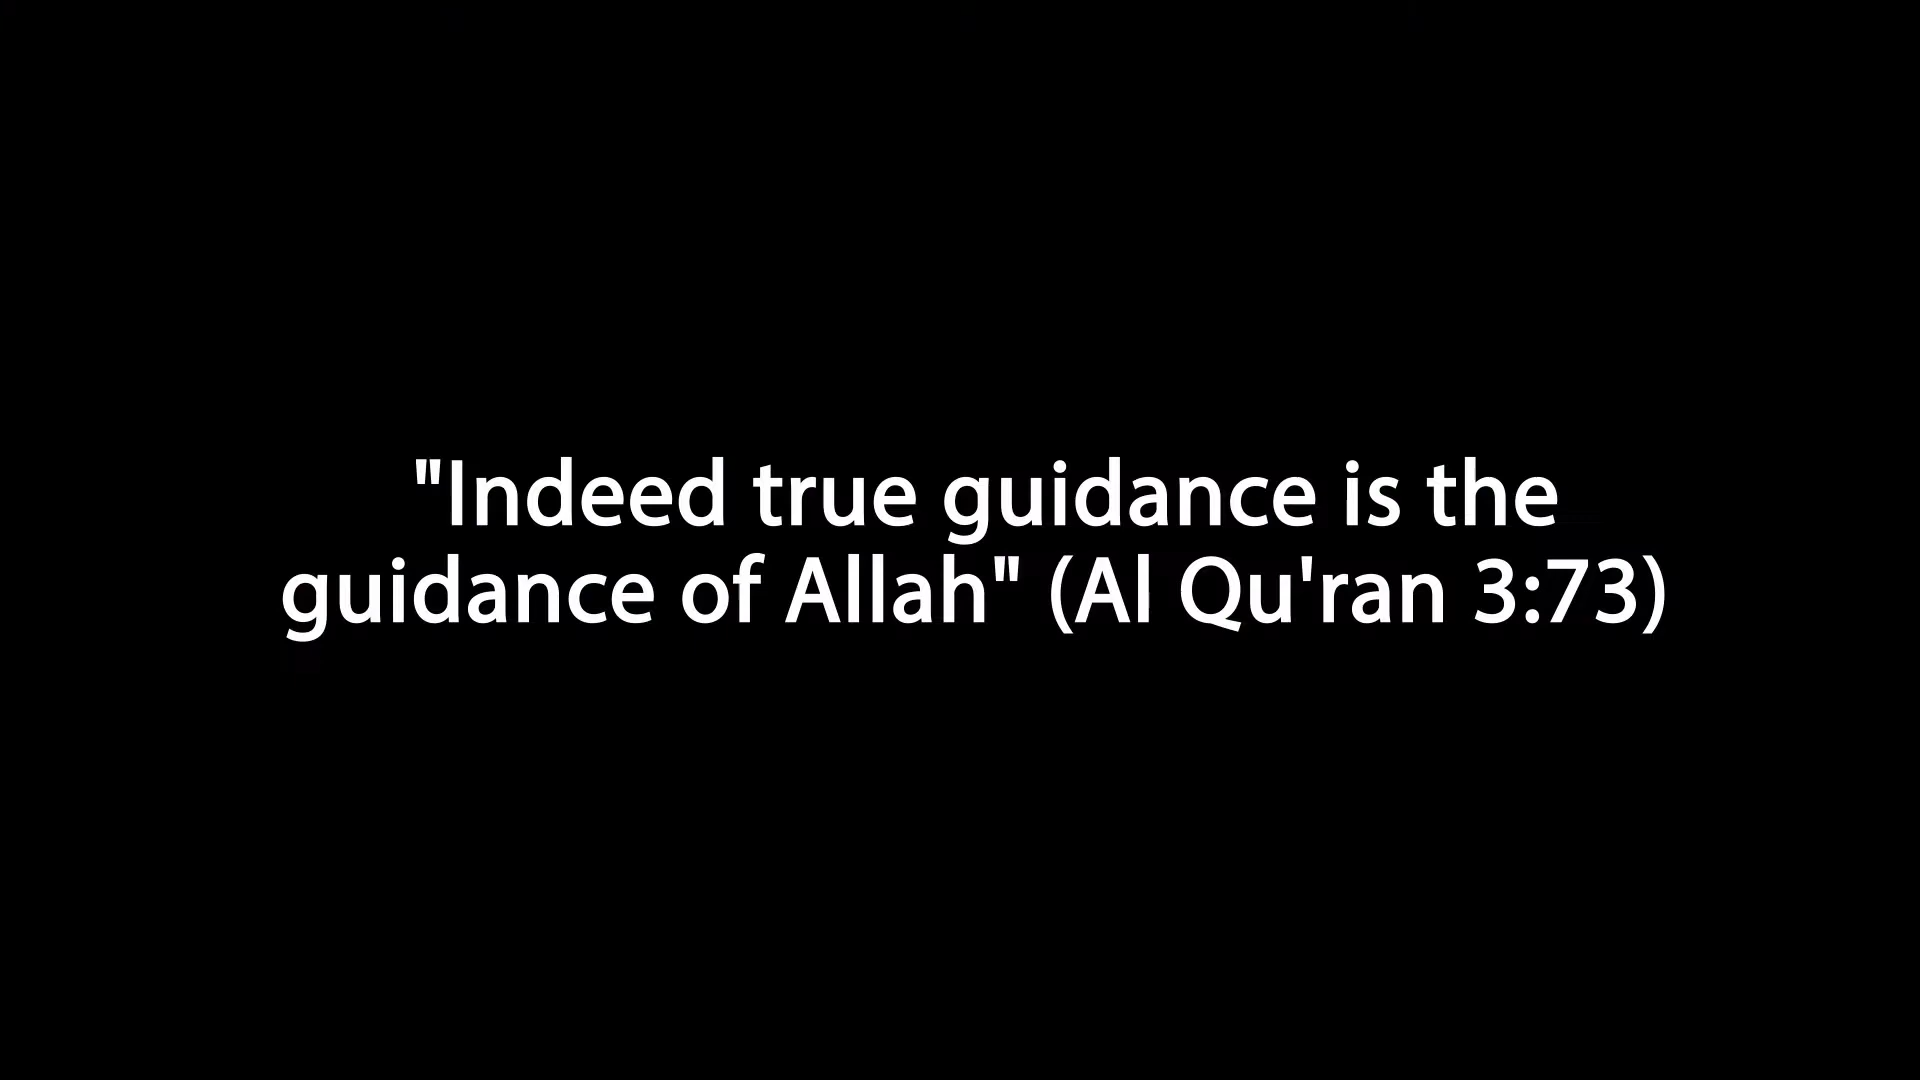 "Indeed true guidance is the
guidance of Allah" (Al Qu'ran 3:73)